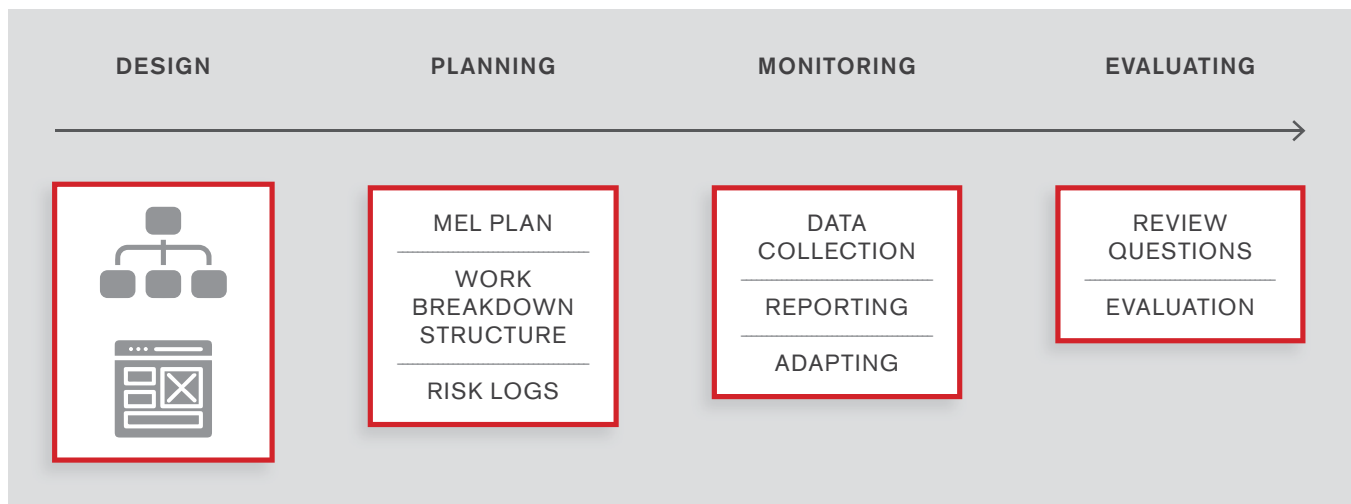 DESIGN
PLANNING
MONITORING
EVALUATING
MEL PLAN
WORK
BREAKDOWN
STRUCTURE
RISK LOGS
DATA
COLLECTION
REPORTING
ADAPTING
REVIEW
QUESTIONS
EVALUATION